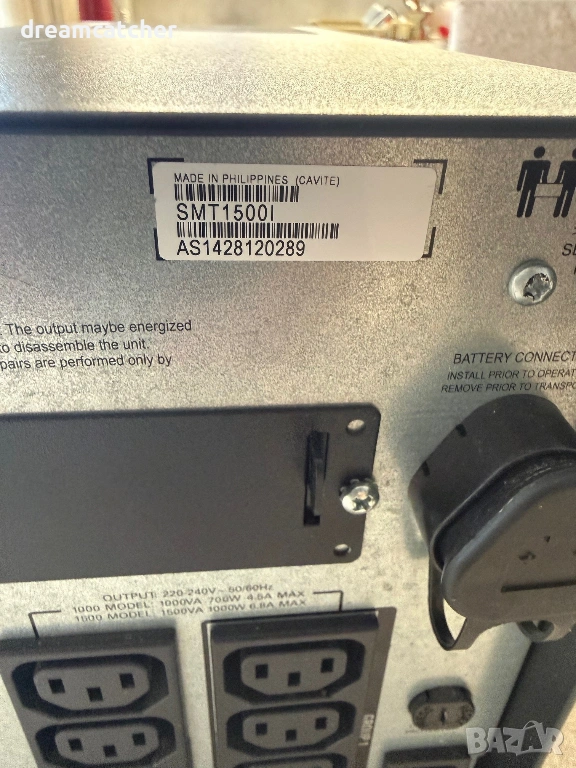 dreamcatcher
MADE IN PHILIPPINES (CAVITE)
SMT1500I
AS1428120289
The output maybe energized
to disassemble the unit.
pairs are performed only by
BATTERY CONNECT
INSTALL PRIOR TO OPERAT
REMOVE PRIOR TO TRANSPO
OUTPUT: 220-240V~ 50/60Hz
1000 MODEL: 1000VA 700W 4.5A MAX
1500 MODEL: 1500VA 1000W 6.8A MAX
BAZAR